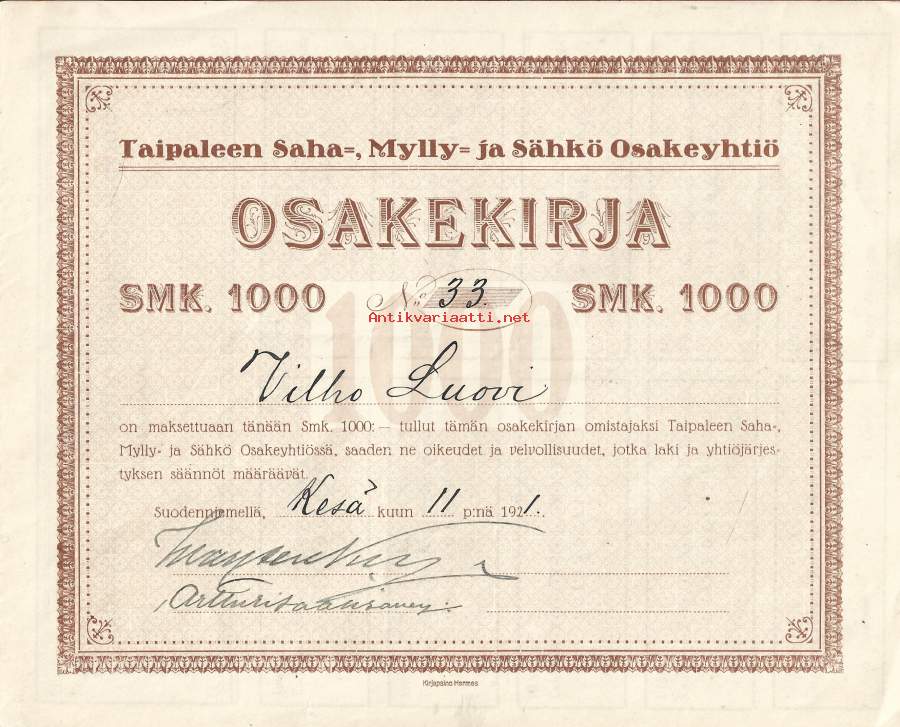 Taipaleen Saha=, Mylly= ja Sähkö Osakeyhtiö
OSAKEKIRJA
SMK. 1000 No: 33. SMK. 1000
Antikvariaatti.net
1000
Vilho Luovi
on maksettuaan tänään Smk. 1000:— tullut tämän osakekirjan omistajaksi Taipaleen Saha-,
Mylly- ja Sähkö Osakeyhtiössä, saaden ne oikeudet ja velvollisuudet, jotka laki ja yhtiöjärjes-
tyksen säännöt määräävät.
Suodenniemellä, Kesä kuun 11 p:nä 1921.
Artturi
Kirjapaino Hermes